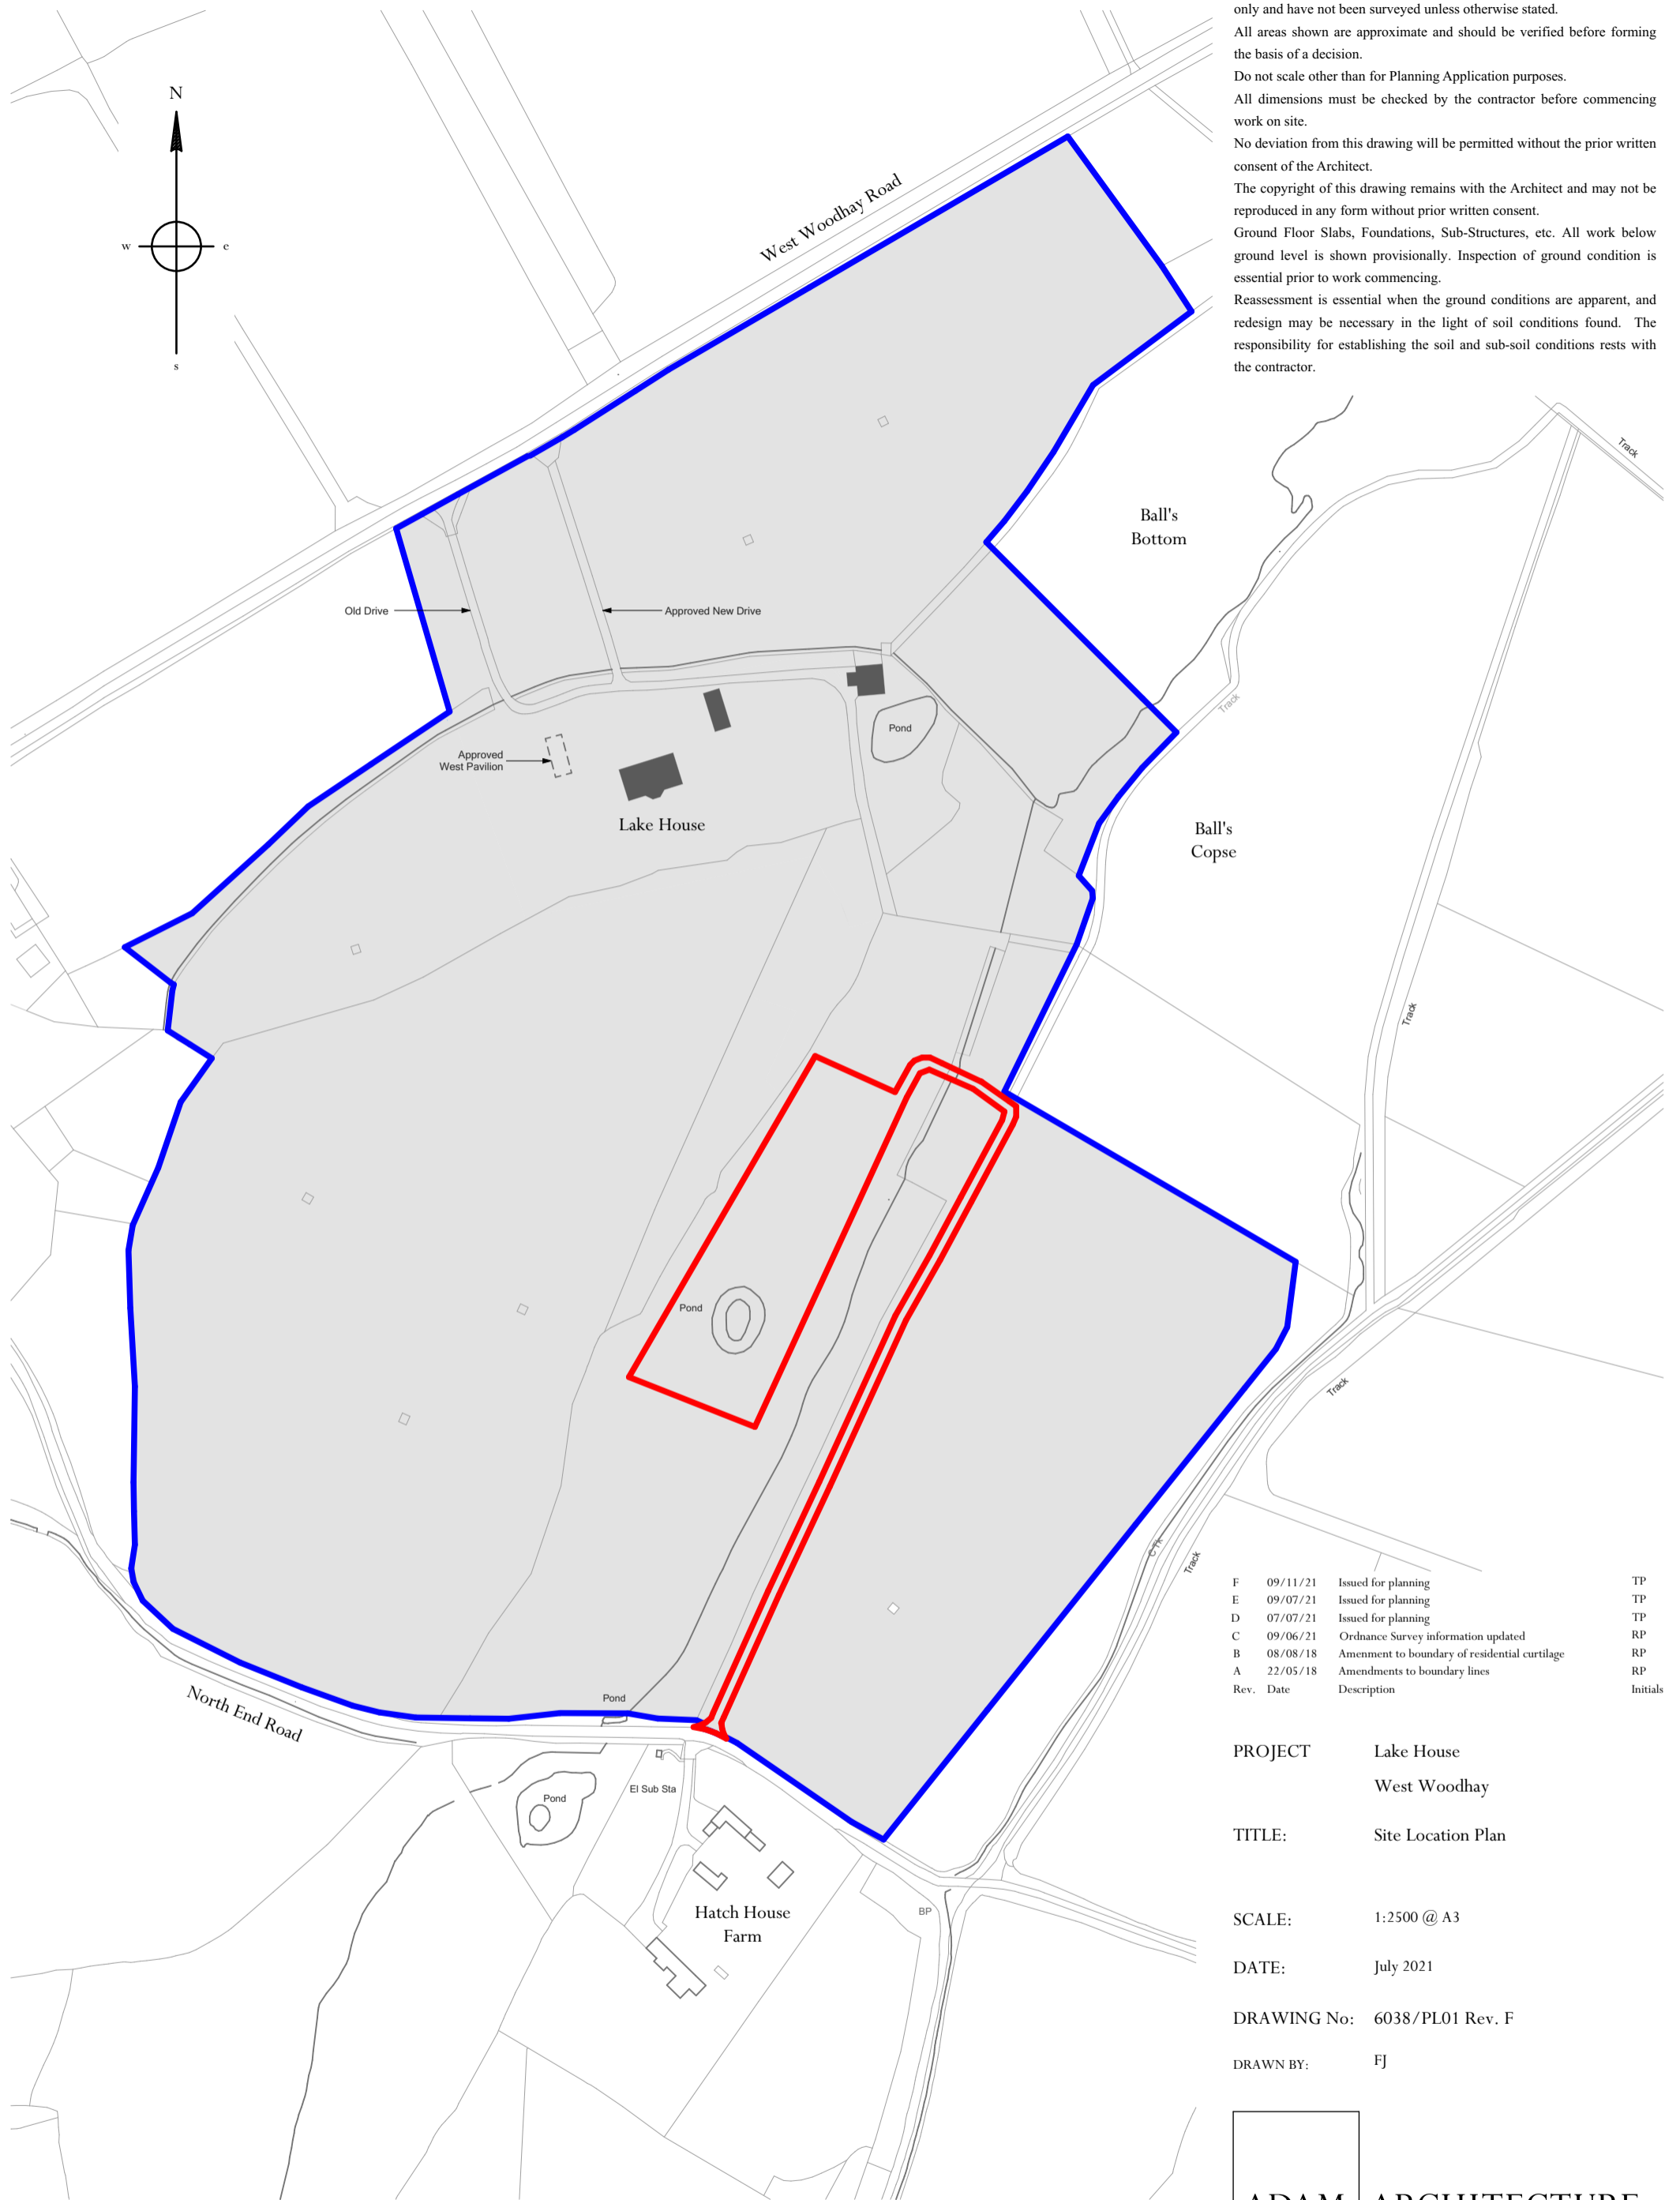 only and have not been surveyed unless otherwise stated.
All areas shown are approximate and should be verified before forming
the basis of a decision.
Do not scale other than for Planning Application purposes.
All dimensions must be checked by the contractor before commencing
work on site.
No deviation from this drawing will be permitted without the prior written
consent of the Architect.
The copyright of this drawing remains with the Architect and may not be
reproduced in any form without prior written consent.
Ground Floor Slabs, Foundations, Sub-Structures, etc. All work below
ground level is shown provisionally. Inspection of ground condition is
essential prior to work commencing.
Reassessment is essential when the ground conditions are apparent, and
redesign may be necessary in the light of soil conditions found. The
responsibility for establishing the soil and sub-soil conditions rests with
the contractor.
N
w
e
s
West Woodhay Road
Track
Ball's
Bottom
Old Drive
Approved New Drive
Track
Pond
Approved
West Pavilion
Lake House
Ball's
Copse
Track
Pond
Track
C Tk
Track
North End Road
Pond
El Sub Sta
Pond
Hatch House
Farm
BP
F 09/11/21 Issued for planning TP
E 09/07/21 Issued for planning TP
D 07/07/21 Issued for planning TP
C 09/06/21 Ordnance Survey information updated RP
B 08/08/18 Amenment to boundary of residential curtilage RP
A 22/05/18 Amendments to boundary lines RP
Rev. Date Description Initials
PROJECT Lake House
West Woodhay
TITLE: Site Location Plan
SCALE: 1:2500 @ A3
DATE: July 2021
DRAWING No: 6038/PL01 Rev. F
DRAWN BY: FJ
ADAM ARCHITECTURE